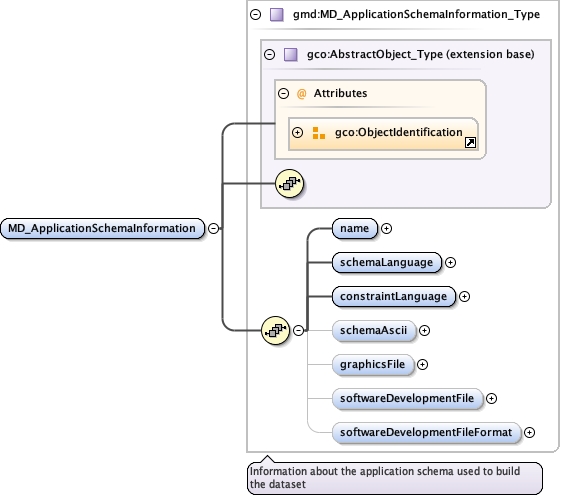 gmd:MD_ApplicationSchemaInformation_Type
gco:AbstractObject_Type (extension base)
@ Attributes
gco:ObjectIdentification
MD_ApplicationSchemaInformation
name
schemaLanguage
constraintLanguage
schemaAscii
graphicsFile
softwareDevelopmentFile
softwareDevelopmentFileFormat
Information about the application schema used to build
the dataset